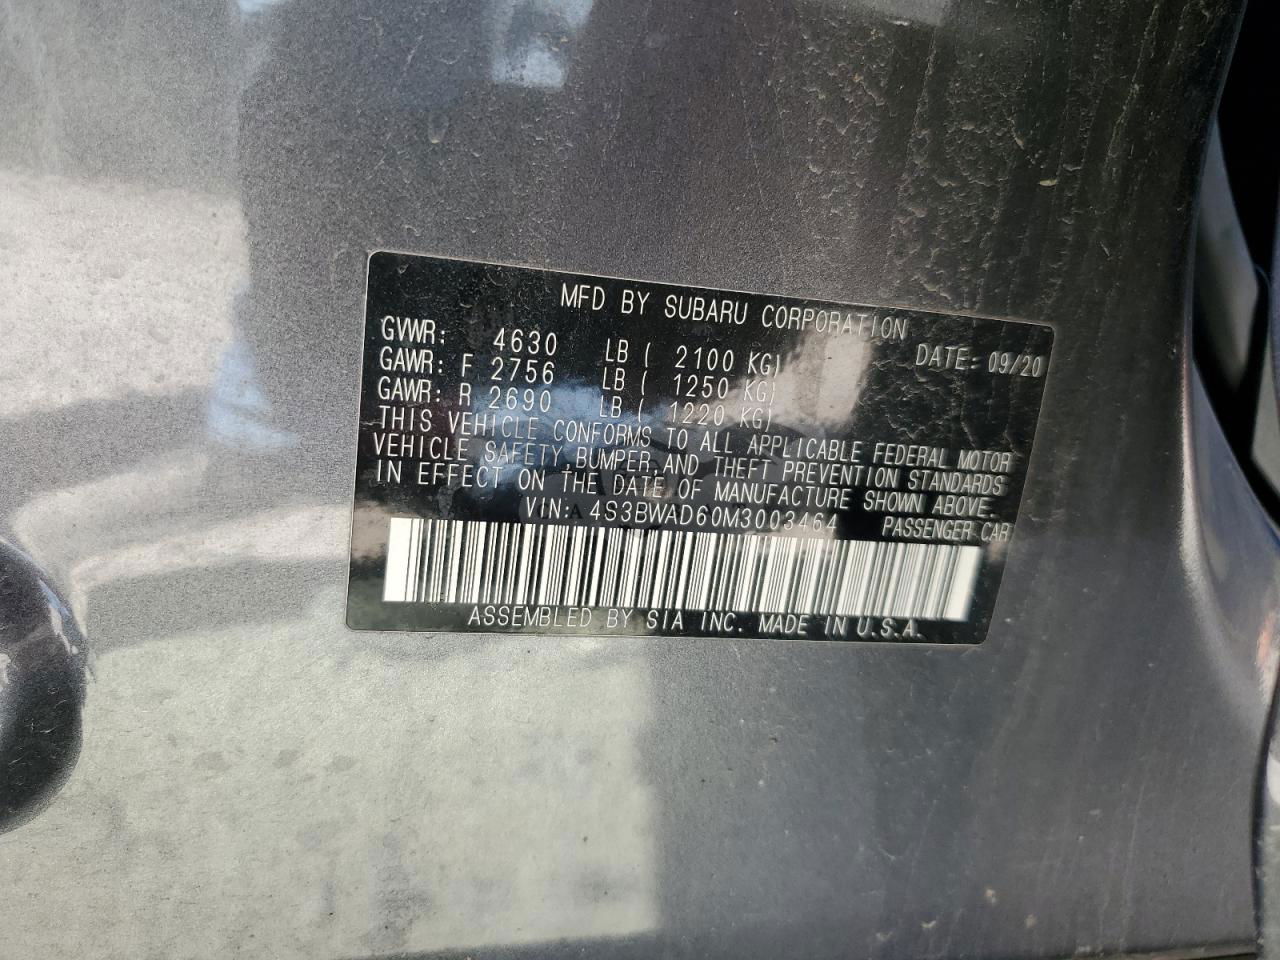 MFD BY SUBARU CORPORATION
GVWR: 4630 LB ( 2100 KG) DATE: 09/20
GAWR: F 2756 LB ( 1250 KG)
GAWR: R 2690 LB ( 1220 KG)
THIS VEHICLE CONFORMS TO ALL APPLICABLE FEDERAL MOTOR
VEHICLE SAFETY, BUMPER, AND THEFT PREVENTION STANDARDS
IN EFFECT ON THE DATE OF MANUFACTURE SHOWN ABOVE.
VIN: 4S3BWAD60M3003464 PASSENGER CAR
ASSEMBLED BY SIA INC. MADE IN U.S.A.